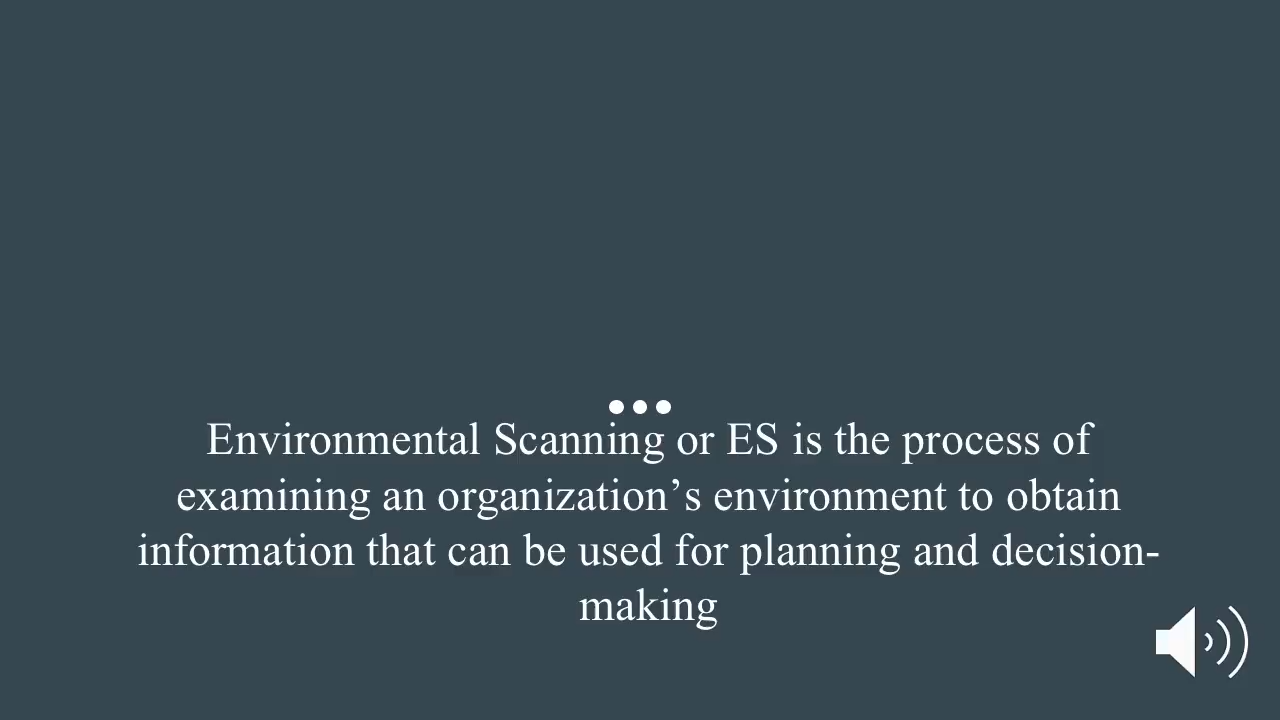 Environmental Scanning or ES is the process of
examining an organization’s environment to obtain
information that can be used for planning and decision-
making